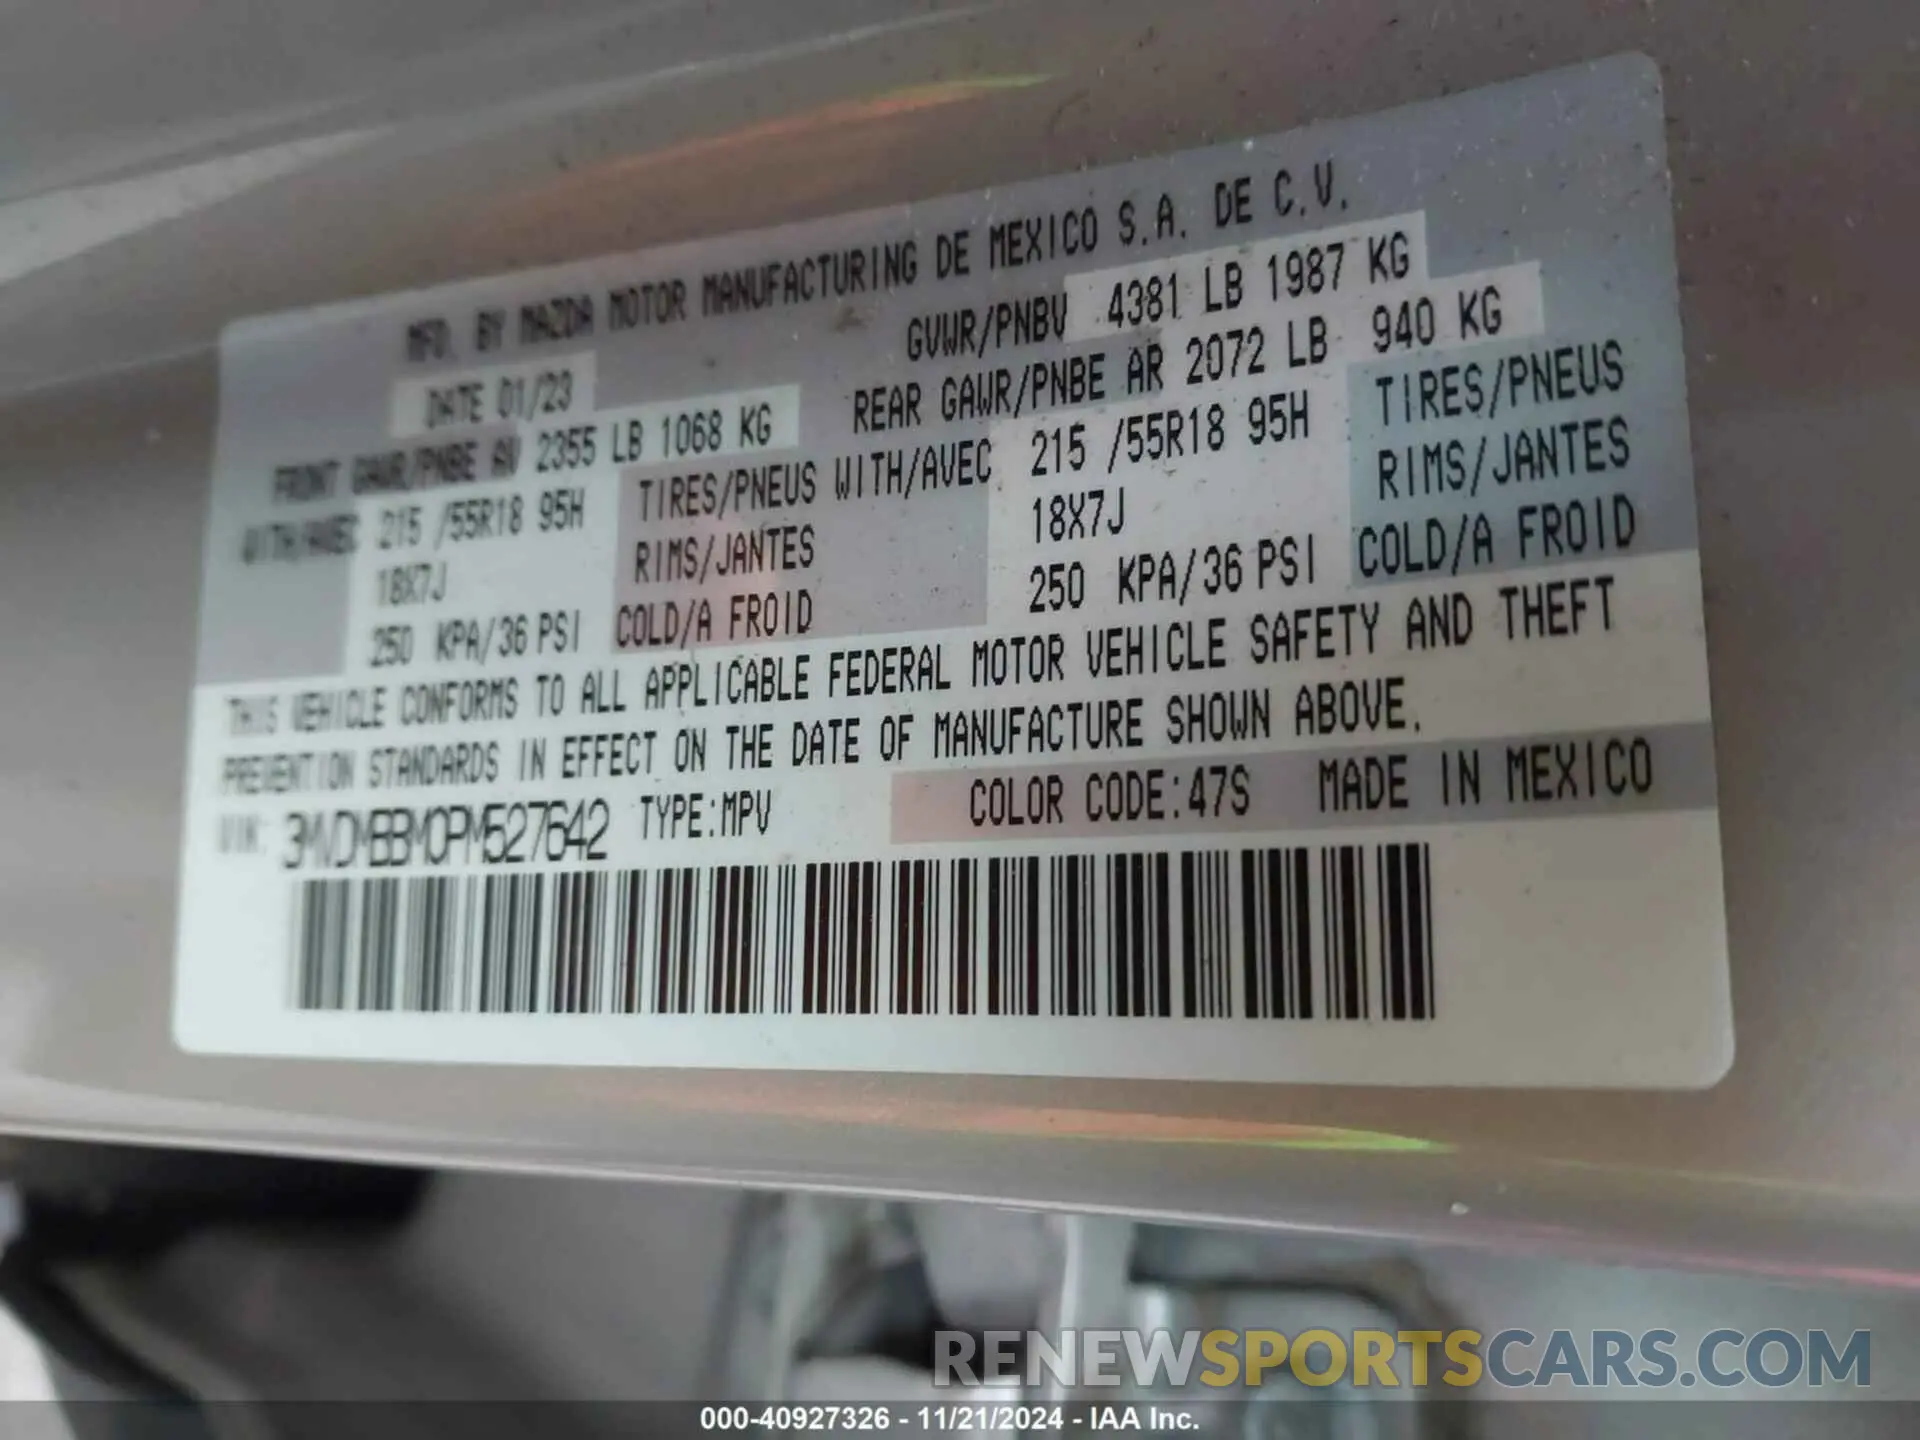 MFD. BY MAZDA MOTOR MANUFACTURING DE MEXICO S.A. DE C.V.
DATE 01/23 GVWR/PNBV 4381 LB 1987 KG
FRONT GAWR/PNBE AV 2355 LB 1068 KG REAR GAWR/PNBE AR 2072 LB 940 KG
WITH/AVEC 215 /55R18 95H TIRES/PNEUS WITH/AVEC 215 /55R18 95H TIRES/PNEUS
18X7J RIMS/JANTES 18X7J RIMS/JANTES
250 KPA/36 PSI COLD/A FROID 250 KPA/36 PSI COLD/A FROID
THIS VEHICLE CONFORMS TO ALL APPLICABLE FEDERAL MOTOR VEHICLE SAFETY AND THEFT
PREVENTION STANDARDS IN EFFECT ON THE DATE OF MANUFACTURE SHOWN ABOVE.
VIN: 3MVDMBBM0PM527642 TYPE:MPV COLOR CODE:47S MADE IN MEXICO
RENEWSPORTSCARS.COM
000-40927326 - 11/21/2024 - IAA Inc.